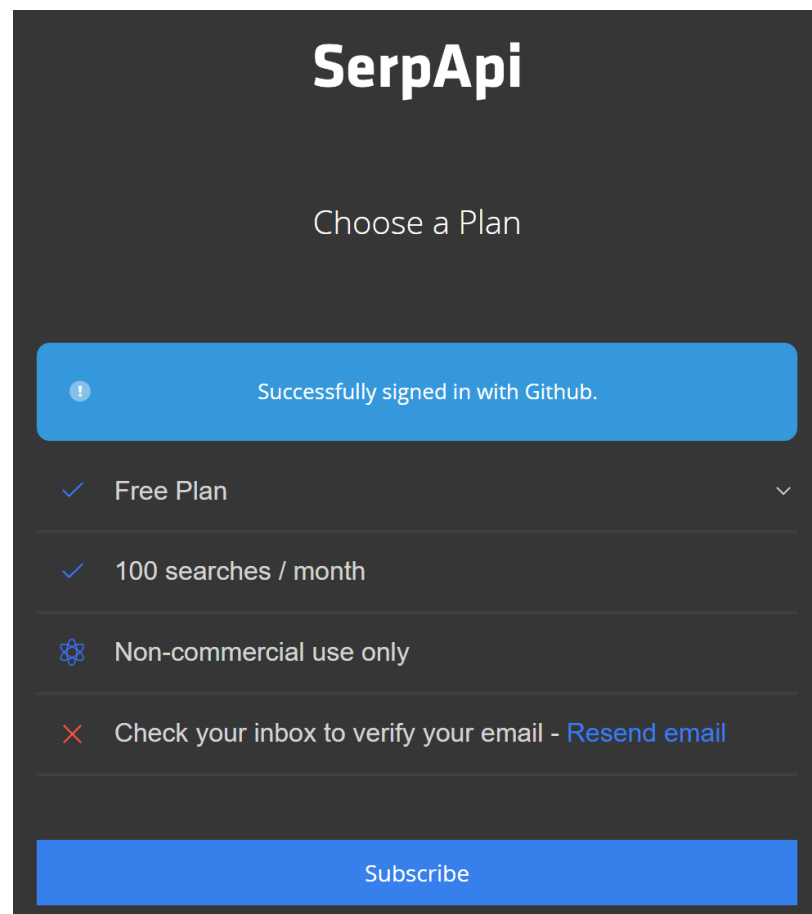 SerpApi
Choose a Plan
Successfully signed in with Github.
Free Plan
100 searches / month
Non-commercial use only
Check your inbox to verify your email - Resend email
Subscribe